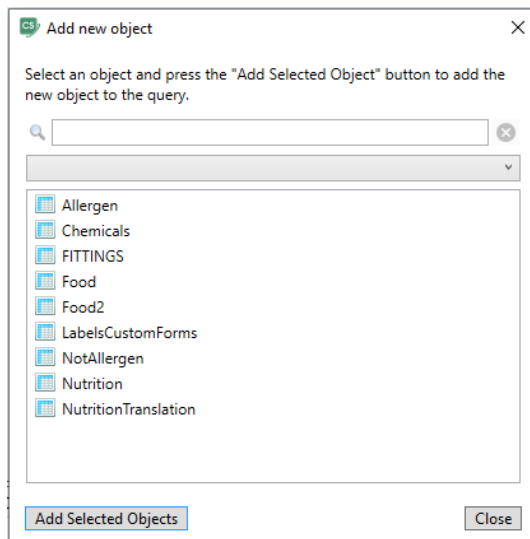 CS Add new object
Select an object and press the "Add Selected Object" button to add the
new object to the query.
Allergen
Chemicals
FITTINGS
Food
Food2
LabelsCustomForms
NotAllergen
Nutrition
NutritionTranslation
Add Selected Objects Close